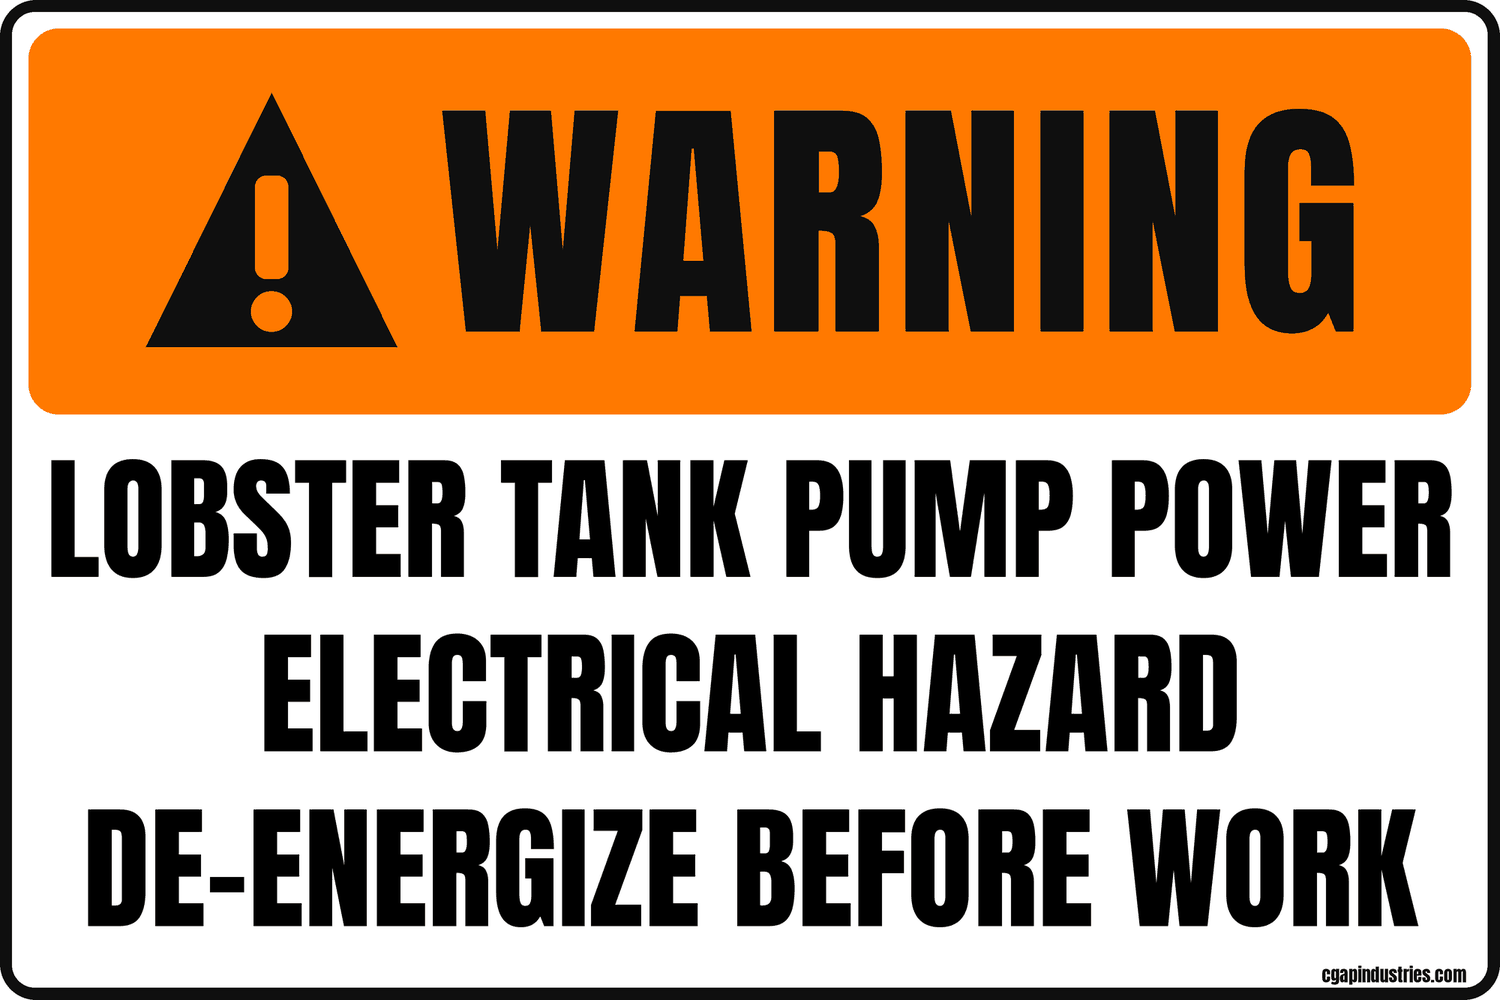 WARNING
LOBSTER TANK PUMP POWER
ELECTRICAL HAZARD
DE-ENERGIZE BEFORE WORK
cgapindustries.com